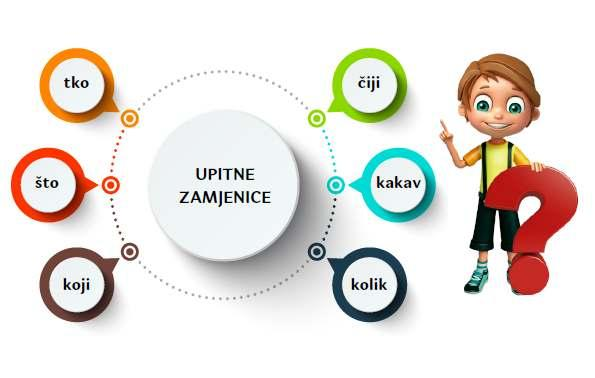 tko
što
koji
UPITNE
ZAMJENICE
čiji
kakav
kolik